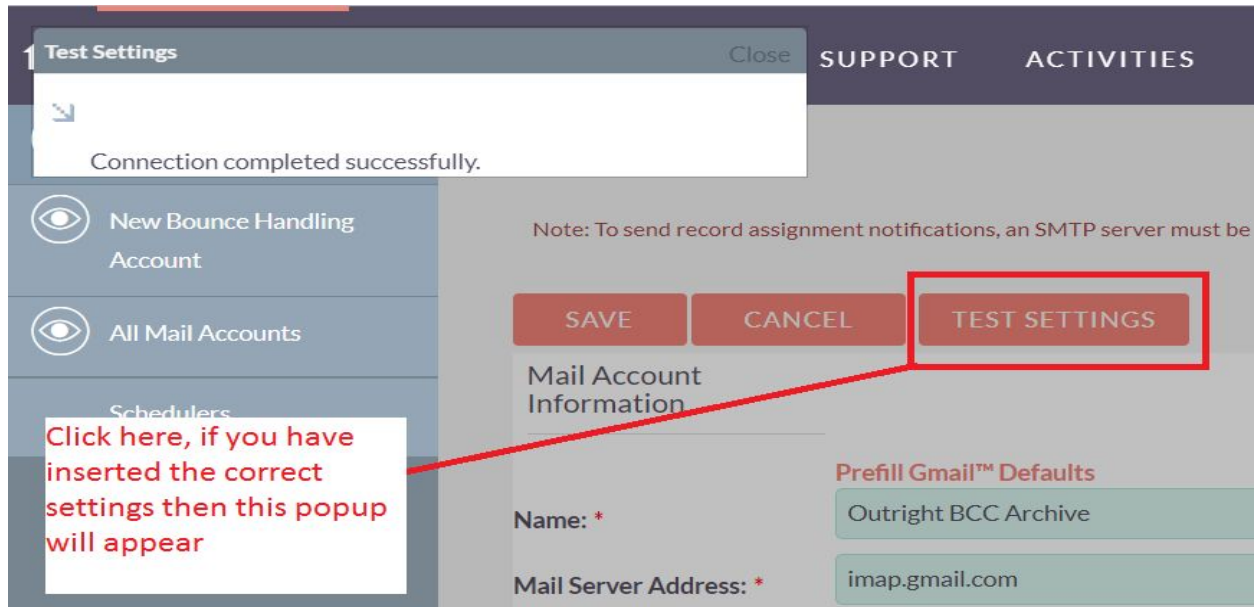 Test Settings Close SUPPORT ACTIVITIES
Connection completed successfully.
New Bounce Handling
Account
All Mail Accounts
Schedulers
Click here, if you have
inserted the correct
settings then this popup
will appear
Note: To send record assignment notifications, an SMTP server must be
SAVE CANCEL TEST SETTINGS
Mail Account
Information
Prefill Gmail™ Defaults
Name: * Outright BCC Archive
Mail Server Address: * imap.gmail.com